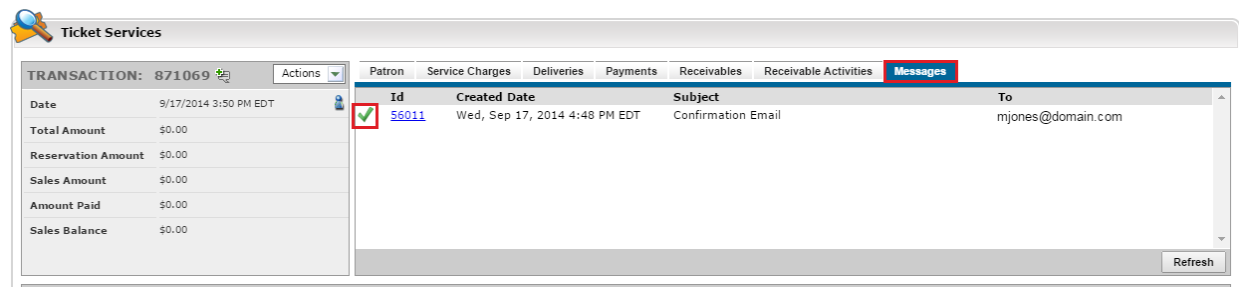 Ticket Services
TRANSACTION: 871069 Actions
Date 9/17/2014 3:50 PM EDT
Total Amount $0.00
Reservation Amount $0.00
Sales Amount $0.00
Amount Paid $0.00
Sales Balance $0.00
Patron Service Charges Deliveries Payments Receivables Receivable Activities Messages
Id Created Date Subject To
56011 Wed, Sep 17, 2014 4:48 PM EDT Confirmation Email mjones@domain.com
Refresh